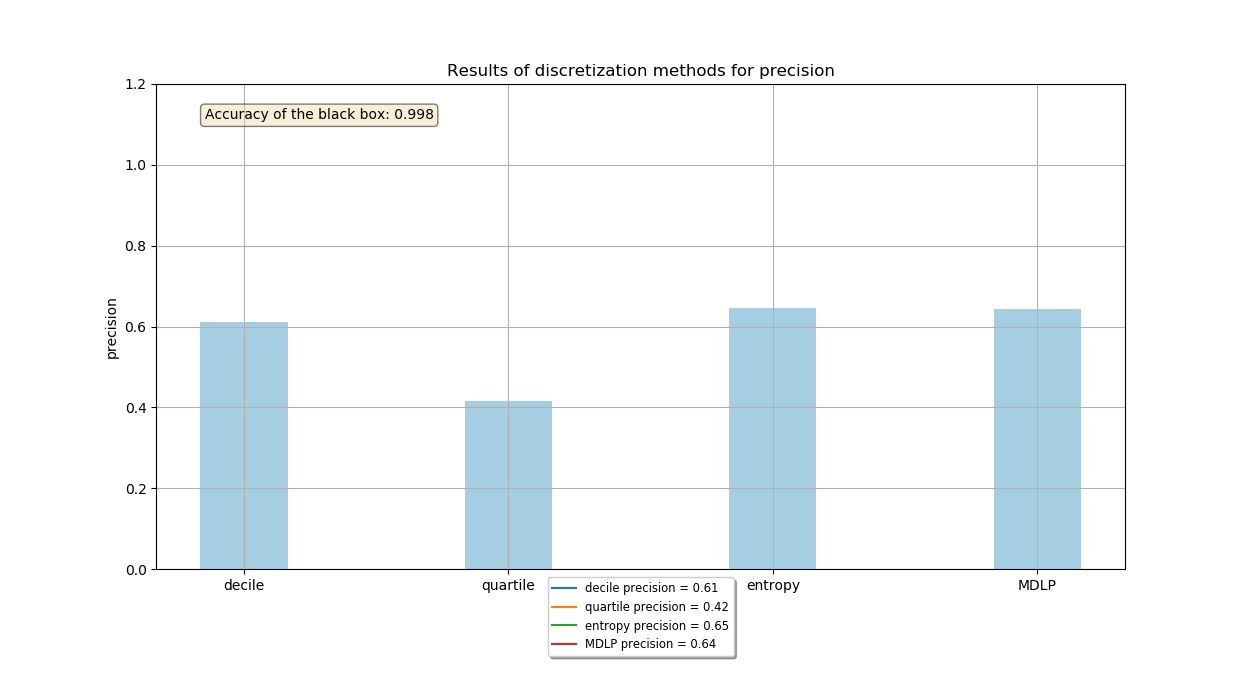 Results of discretization methods for precision
Accuracy of the black box: 0.998
1.2
1.0
0.8
0.6
0.4
0.2
0.0
precision
decile
quartile
entropy
MDLP
decile precision = 0.61
quartile precision = 0.42
entropy precision = 0.65
MDLP precision = 0.64